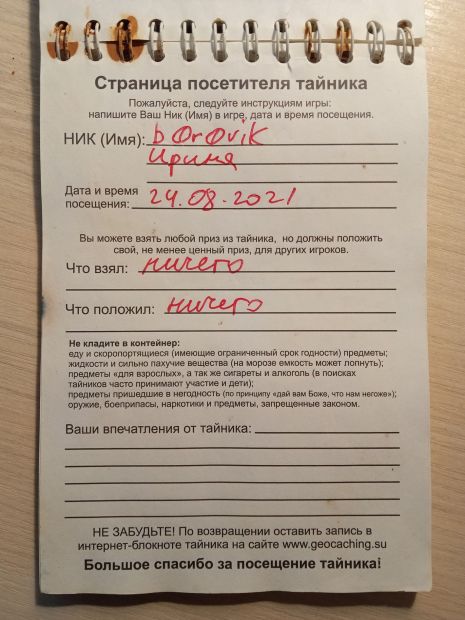 Страница посетителя тайника
Пожалуйста, следуйте инструкциям игры:
напишите Ваш Ник (Имя) в игре, дата и время посещения.
НИК (Имя): bOrOvik
Ирина
Дата и время
посещения: 24.08.2021
Вы можете взять любой приз из тайника, но должны положить
свой, не менее ценный приз, для других игроков.
Что взял: ничего
Что положил: ничего
Не кладите в контейнер:
еду и скоропортящиеся (имеющие ограниченный срок годности) предметы;
жидкости и сильно пахучие вещества (на морозе емкость может лопнуть);
предметы «для взрослых», а так же сигареты и алкоголь (в поисках
тайников часто принимают участие и дети);
предметы пришедшие в негодность (по принципу «дай вам Боже, что нам негоже»);
оружие, боеприпасы, наркотики и предметы, запрещенные законом.
Ваши впечатления от тайника:
НЕ ЗАБУДЬТЕ! По возвращении оставить запись в
интернет-блокноте тайника на сайте www.geocaching.su
Большое спасибо за посещение тайника!